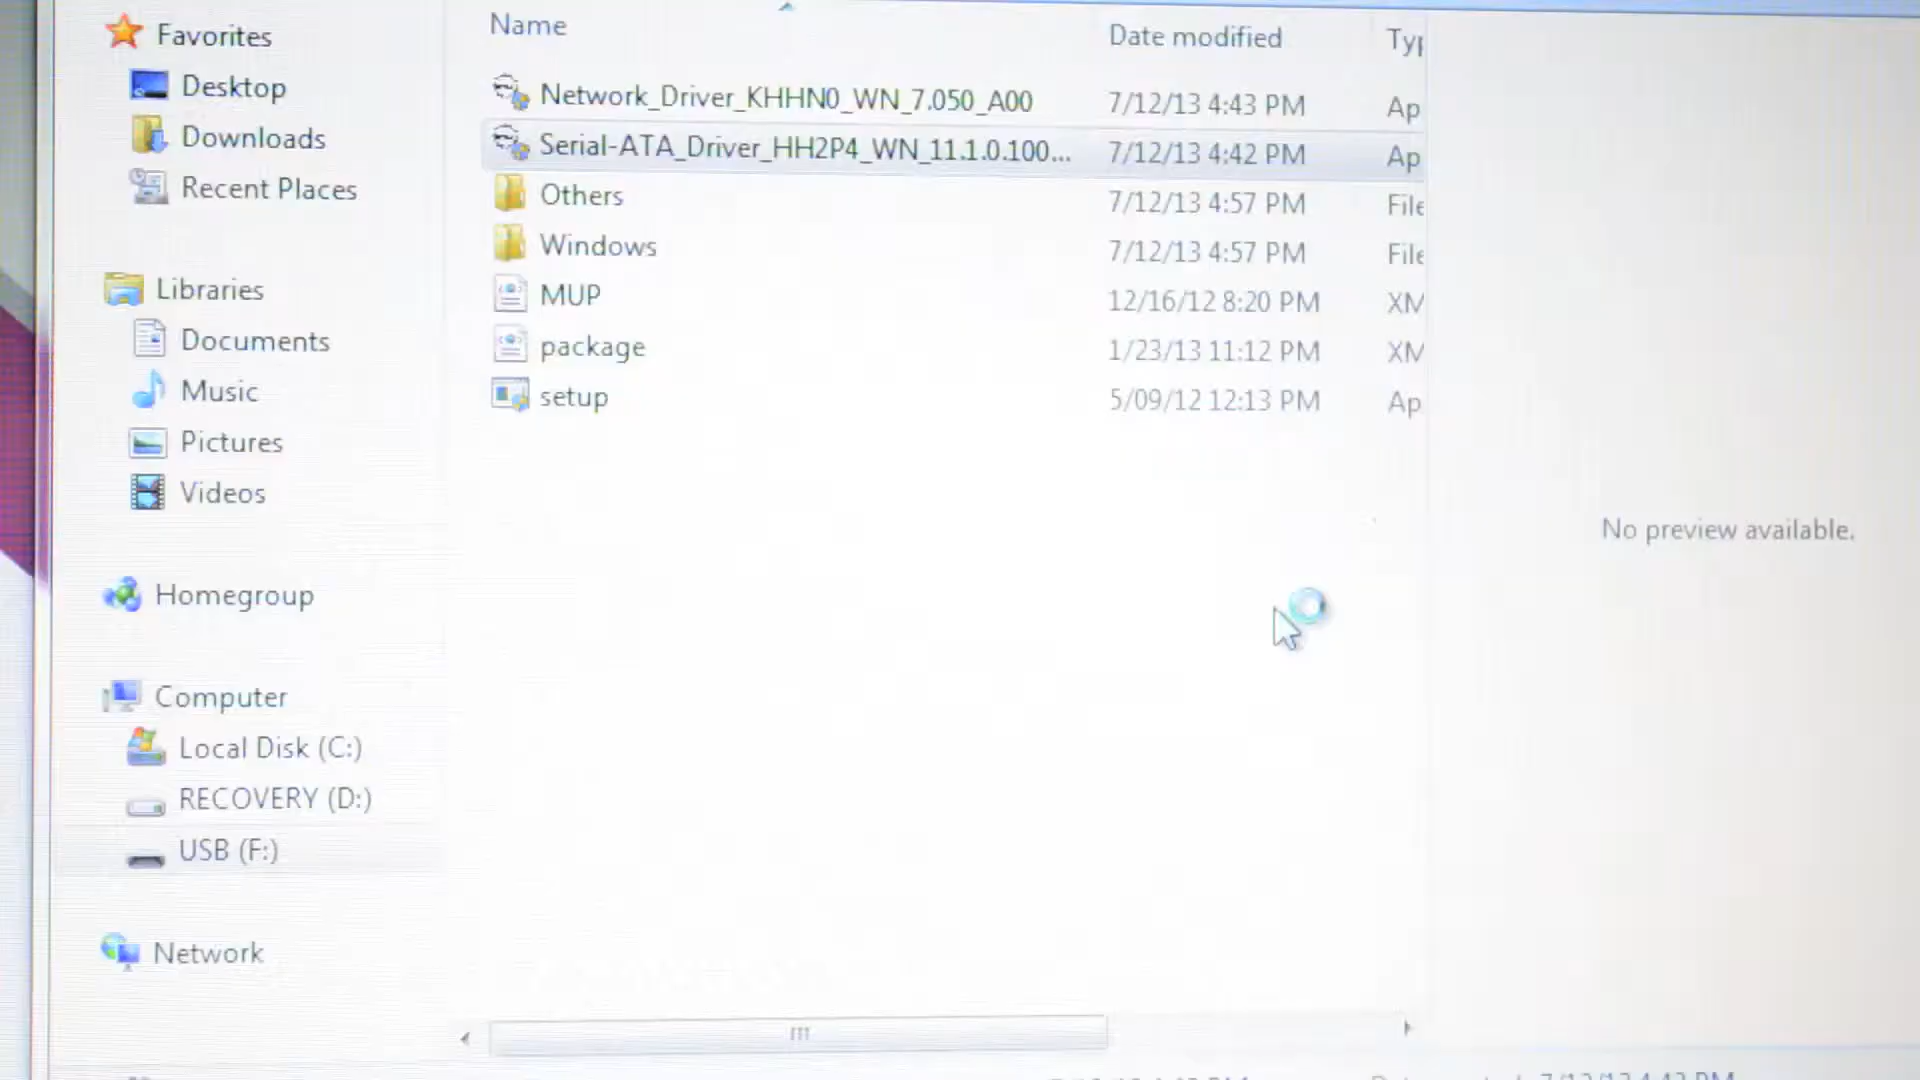 Favorites
Desktop
Downloads
Recent Places
Libraries
Documents
Music
Pictures
Videos
Homegroup
Computer
Local Disk (C:)
RECOVERY (D:)
USB (F:)
Network
Name Date modified Typ
Network_Driver_KHHN0_WN_7.050_A00 7/12/13 4:43 PM Ap
Serial-ATA_Driver_HH2P4_WN_11.1.0.100... 7/12/13 4:42 PM Ap
Others 7/12/13 4:57 PM File
Windows 7/12/13 4:57 PM File
MUP 12/16/12 8:20 PM XM
package 1/23/13 11:12 PM XM
setup 5/09/12 12:13 PM Ap
No preview available.